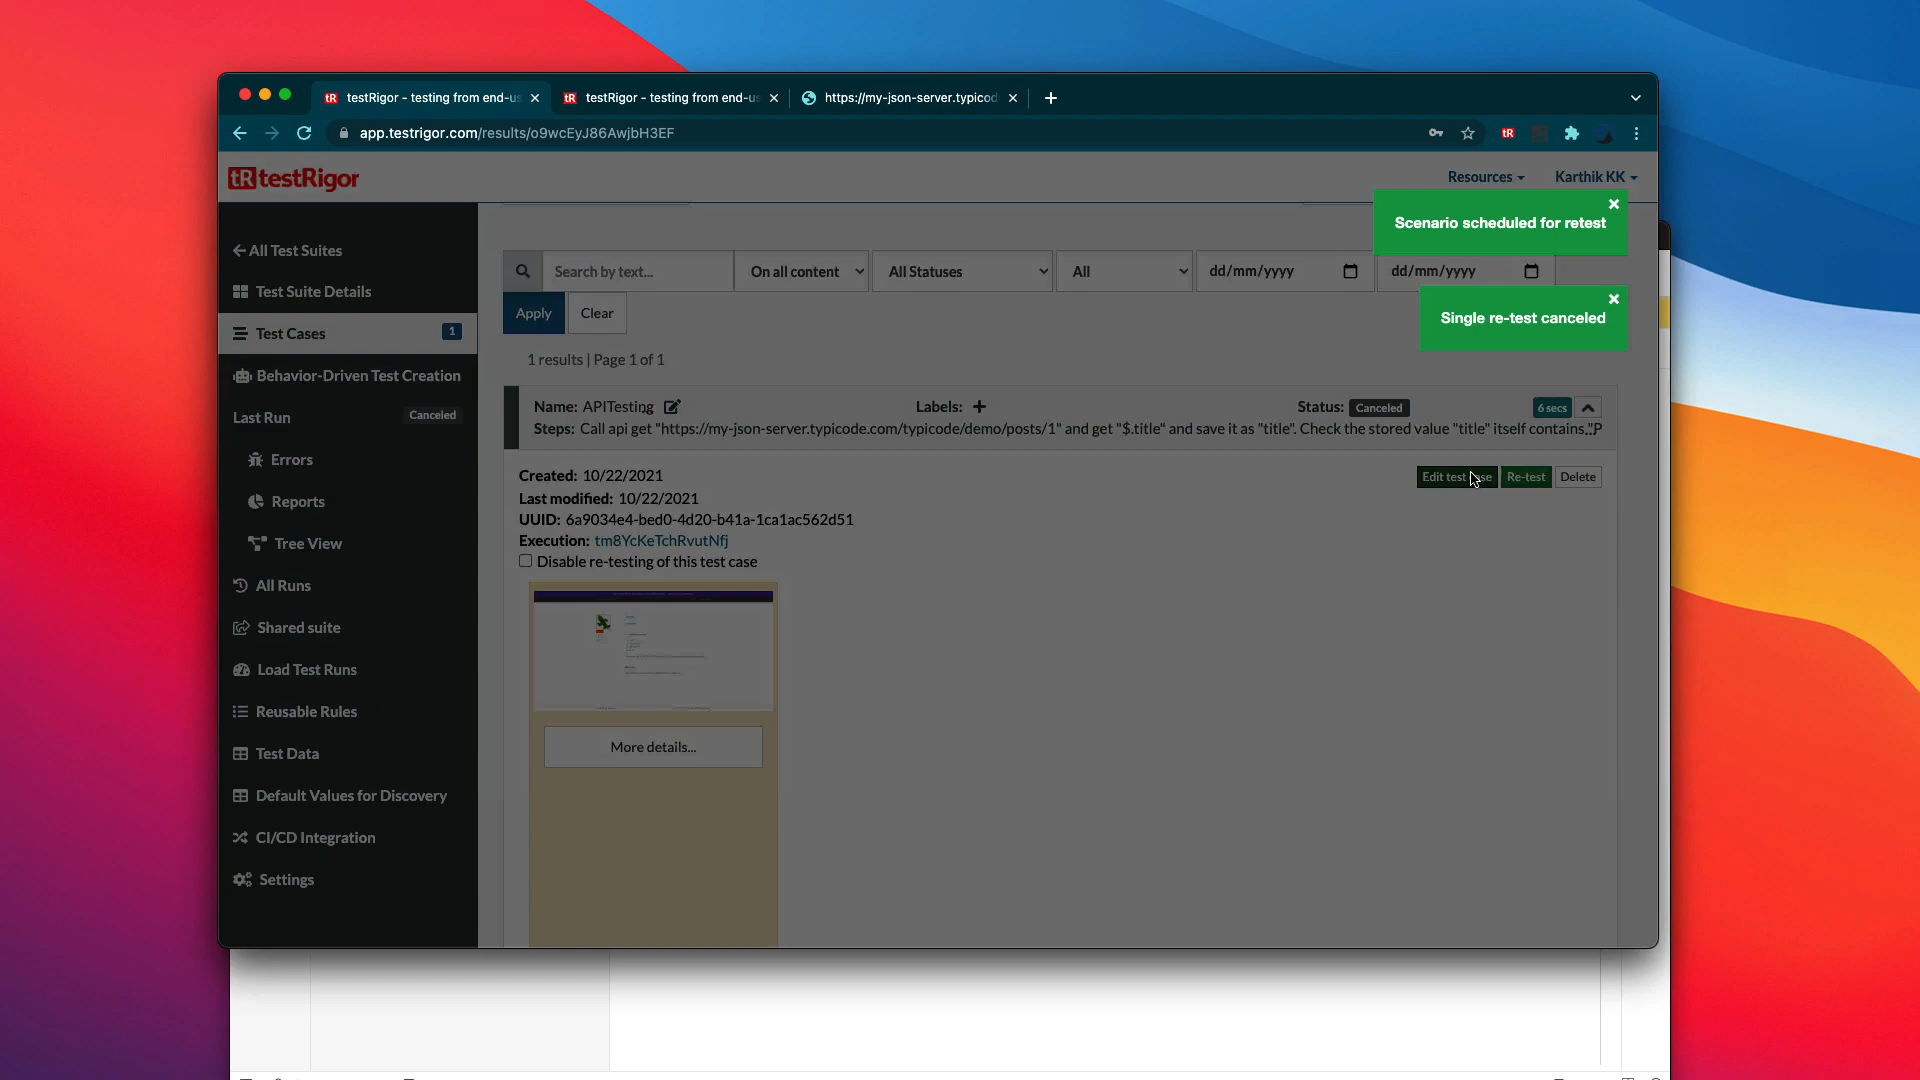 testRigor - testing from end-us
testRigor - testing from end-us
https://my-json-server.typicod
app.testrigor.com/results/o9wcEyJ86AwjbH3EF
tR
tR testRigor
Resources
Karthik KK
Scenario scheduled for retest
Single re-test canceled
All Test Suites
Test Suite Details
Test Cases 1
Behavior-Driven Test Creation
Last Run Canceled
Errors
Reports
Tree View
All Runs
Shared suite
Load Test Runs
Reusable Rules
Test Data
Default Values for Discovery
CI/CD Integration
Settings
Search by text...
On all content
All Statuses
All
dd/mm/yyyy
dd/mm/yyyy
Apply
Clear
1 results | Page 1 of 1
Name: APITesting
Labels:
Status: Canceled
6 secs
Steps: Call api get "https://my-json-server.typicode.com/typicode/demo/posts/1" and get "$.title" and save it as "title". Check the stored value "title" itself contains "P
Created: 10/22/2021
Edit test
Re-test
Delete
Last modified: 10/22/2021
UUID: 6a9034e4-bed0-4d20-b41a-1ca1ac562d51
Execution: tm8YcKeTchRvutNfj
Disable re-testing of this test case
More details...